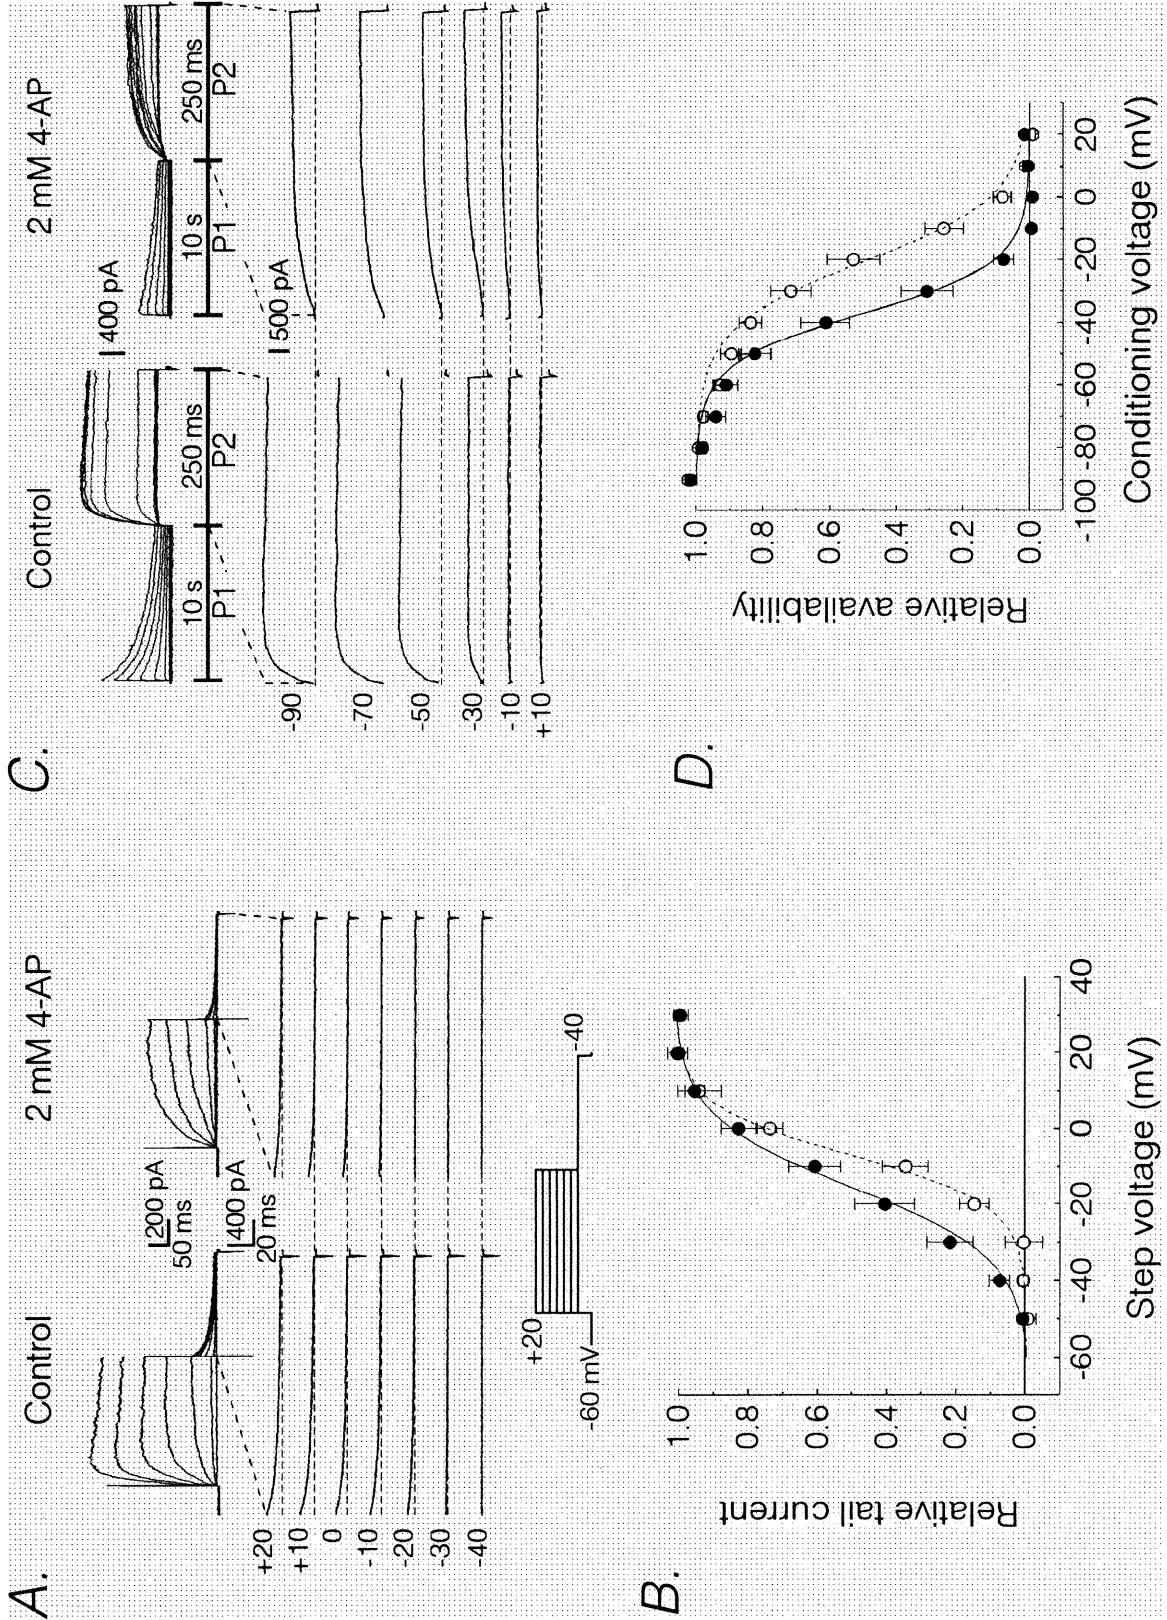 A.
Control
2 mM 4-AP
200 pA
50 ms
400 pA
20 ms
+20
+10
0
-10
-20
-30
-40
+20
-60 mV
-40
B.
Relative tail current
1.0
0.8
0.6
0.4
0.2
0.0
-60
-40
-20
0
20
40
Step voltage (mV)
C.
Control
2 mM 4-AP
400 pA
10 s
250 ms
P1
P2
10 s
250 ms
P1
P2
500 pA
-90
-70
-50
-30
-10
+10
D.
Relative availability
1.0
0.8
0.6
0.4
0.2
0.0
-100
-80
-60
-40
-20
0
20
Conditioning voltage (mV)